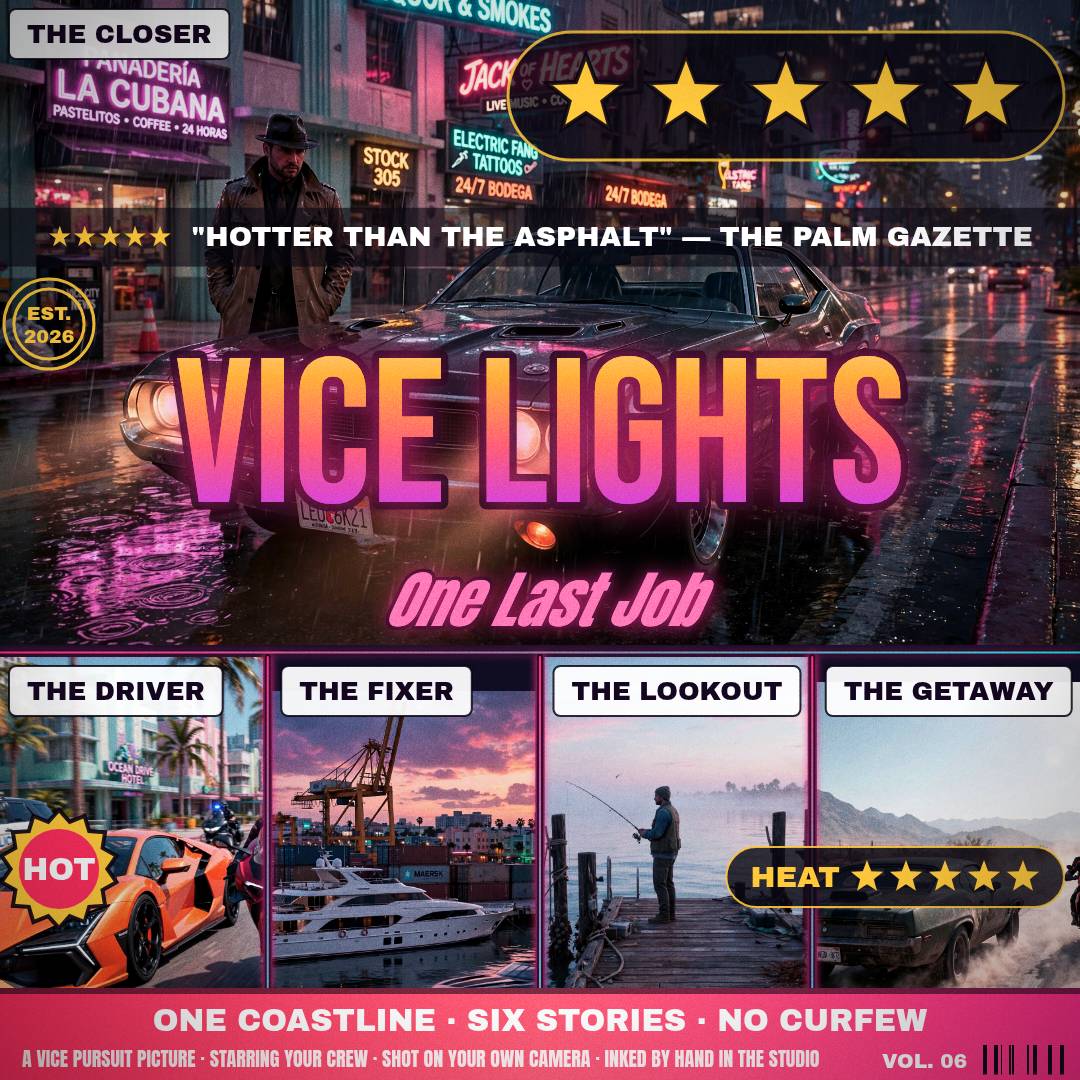 THE CLOSER
LIQUOR & SMOKES
PANADERÍA
LA CUBANA
PASTELITOS • COFFEE • 24 HORAS
JACK OF HEARTS
LIVE MUSIC
STOCK
305
ELECTRIC FANG
TATTOOS
24/7 BODEGA
24/7 BODEGA
"HOTTER THAN THE ASPHALT" — THE PALM GAZETTE
EST.
2026
VICE LIGHTS
One Last Job
THE DRIVER
THE FIXER
THE LOOKOUT
THE GETAWAY
OCEAN DRIVE
HOTEL
MAERSK
HOT
HEAT
ONE COASTLINE · SIX STORIES · NO CURFEW
A VICE PURSUIT PICTURE · STARRING YOUR CREW · SHOT ON YOUR OWN CAMERA · INKED BY HAND IN THE STUDIO
VOL. 06